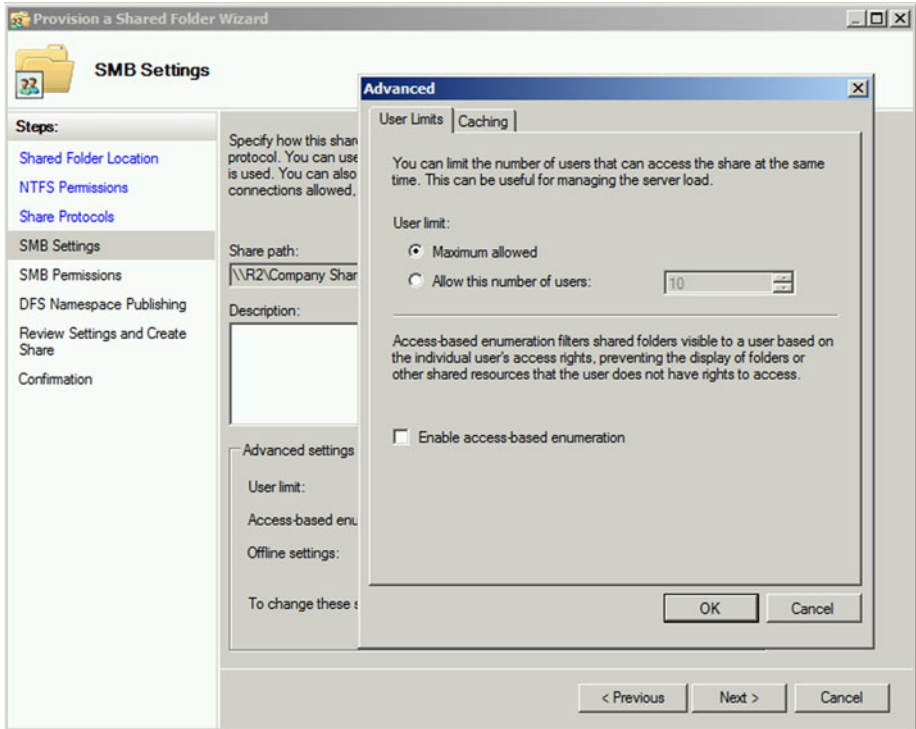 Provision a Shared Folder Wizard
SMB Settings
Steps:
Shared Folder Location
NTFS Permissions
Share Protocols
SMB Settings
SMB Permissions
DFS Namespace Publishing
Review Settings and Create
Share
Confirmation
Specify how this shar
protocol. You can use
is used. You can also
connections allowed,
Share path:
\\R2\Company Shar
Description:
Advanced settings
User limit:
Access-based enu
Offline settings:
To change these s
Advanced
User Limits
Caching
You can limit the number of users that can access the share at the same
time. This can be useful for managing the server load.
User limit:
Maximum allowed
Allow this number of users:
10
Access-based enumeration filters shared folders visible to a user based on
the individual user's access rights, preventing the display of folders or
other shared resources that the user does not have rights to access.
Enable access-based enumeration
OK
Cancel
< Previous
Next >
Cancel